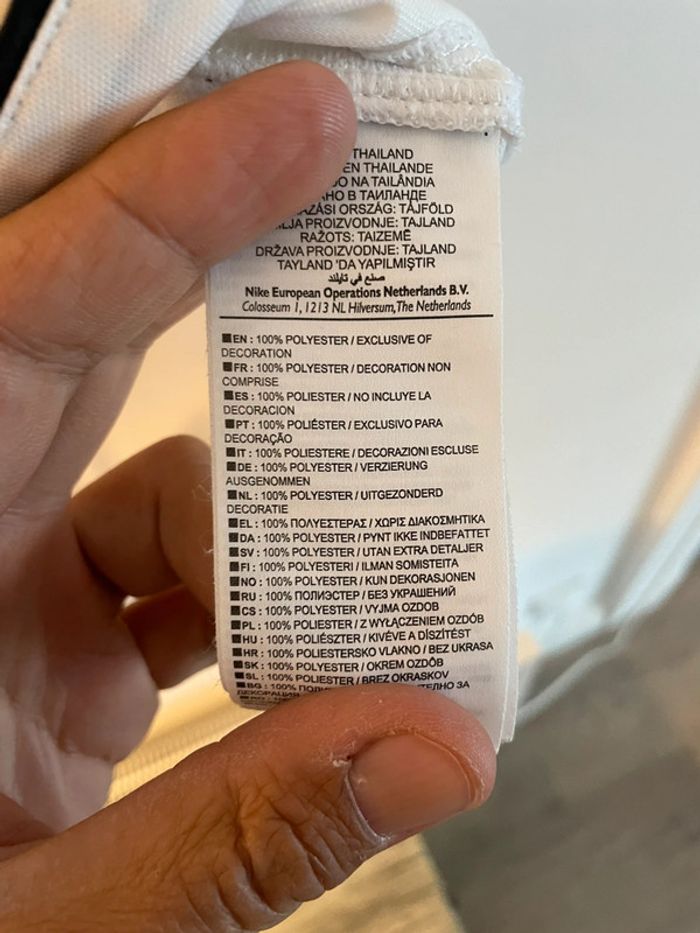 THAILAND
EN THAILANDE
NA TAILÂNDIA
В ТАИЛАНДЕ
ORSZÁG: TÁJFÖLD
PROIZVODNJE: TAJLAND
RAŽOTS: TAIZEMĒ
DRŽAVA PROIZVODNJE: TAJLAND
TAYLAND 'DA YAPILMIŞTIR
صنع في تايلند
Nike European Operations Netherlands B.V.
Colosseum 1, 1213 NL Hilversum, The Netherlands
EN : 100% POLYESTER / EXCLUSIVE OF
DECORATION
FR : 100% POLYESTER / DECORATION NON
COMPRISE
ES : 100% POLIESTER / NO INCLUYE LA
DECORACION
PT : 100% POLIÉSTER / EXCLUSIVO PARA
DECORAÇÃO
IT : 100% POLIESTERE / DECORAZIONI ESCLUSE
DE : 100% POLYESTER / VERZIERUNG
AUSGENOMMEN
NL : 100% POLYESTER / UITGEZONDERD
DECORATIE
EL : 100% ΠΟΛΥΕΣΤΕΡΑΣ / ΧΩΡΙΣ ΔΙΑΚΟΣΜΗΤΙΚΑ
DA : 100% POLYESTER / PYNT IKKE INDBEFATTET
SV : 100% POLYESTER / UTAN EXTRA DETALJER
FI : 100% POLYESTERI / ILMAN SOMISTEITA
NO : 100% POLYESTER / KUN DEKORASJONEN
RU : 100% ПОЛИЭСТЕР / БЕЗ УКРАШЕНИЙ
CS : 100% POLYESTER / VYJMA OZDOB
PL : 100% POLIESTER / Z WYŁĄCZENIEM OZDÓB
HU : 100% POLIÉSZTER / KIVÉVE A DÍSZÍTÉST
HR : 100% POLIESTERSKO VLAKNO / BEZ UKRASA
SK : 100% POLYESTER / OKREM OZDÔB
SL : 100% POLIESTER / BREZ OKRASKOV
BG : 100% ЗА
ДЕКОРАЦИЯ